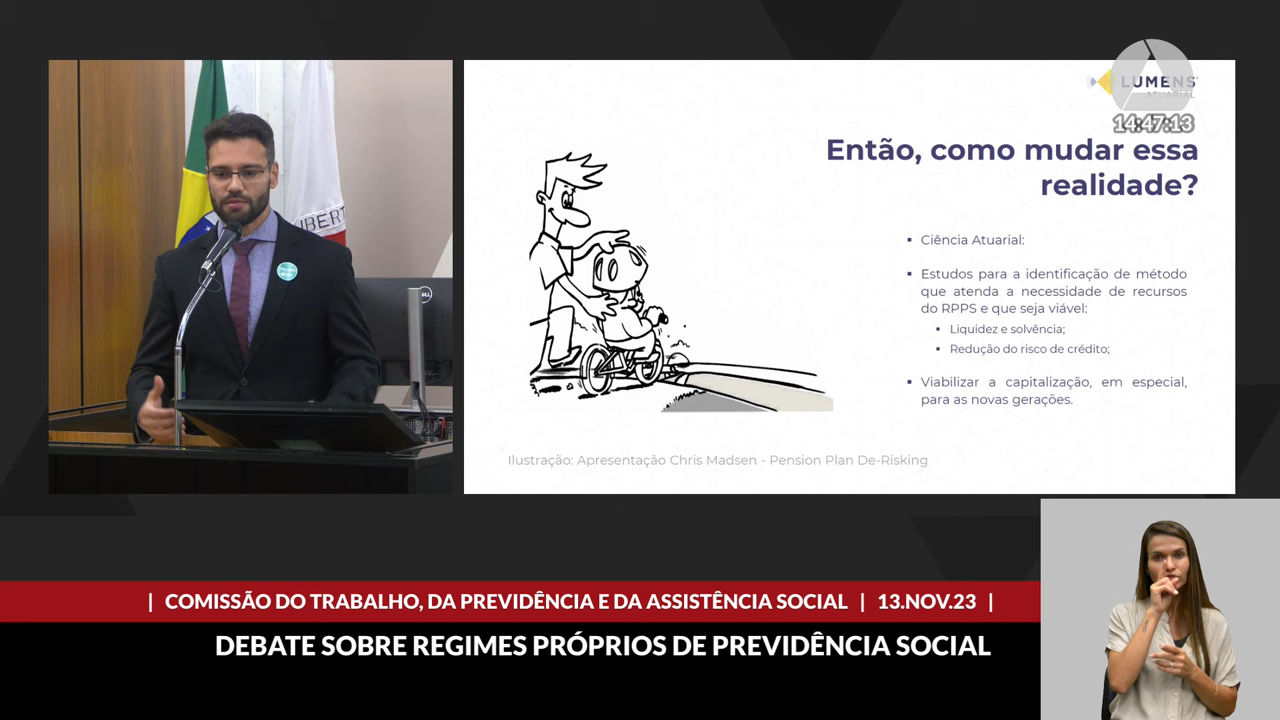 LUMENS
ATUARIAL
14:47:13
Então, como mudar essa
realidade?
▪ Ciência Atuarial:
▪ Estudos para a identificação de método
que atenda a necessidade de recursos
do RPPS e que seja viável:
▪ Liquidez e solvência;
▪ Redução do risco de crédito;
▪ Viabilizar a capitalização, em especial,
para as novas gerações.
Ilustração: Apresentação Chris Madsen - Pension Plan De-Risking
LIBERT
DELL
| COMISSÃO DO TRABALHO, DA PREVIDÊNCIA E DA ASSISTÊNCIA SOCIAL | 13.NOV.23 |
DEBATE SOBRE REGIMES PRÓPRIOS DE PREVIDÊNCIA SOCIAL